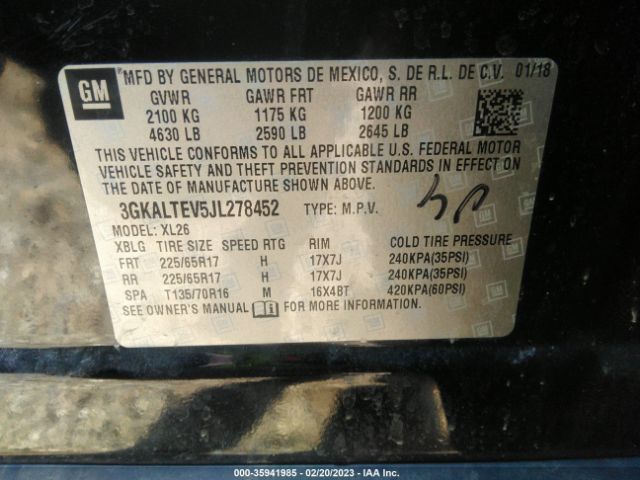 GM MFD BY GENERAL MOTORS DE MEXICO, S. DE R.L. DE C.V. 01/18
GVWR GAWR FRT GAWR RR
2100 KG 1175 KG 1200 KG
4630 LB 2590 LB 2645 LB
THIS VEHICLE CONFORMS TO ALL APPLICABLE U.S. FEDERAL MOTOR
VEHICLE SAFETY AND THEFT PREVENTION STANDARDS IN EFFECT ON
THE DATE OF MANUFACTURE SHOWN ABOVE.
3GKALTEV5JL278452 TYPE: M.P.V.
MODEL: XL26
XBLG TIRE SIZE SPEED RTG RIM COLD TIRE PRESSURE
FRT 225/65R17 H 17X7J 240KPA(35PSI)
RR 225/65R17 H 17X7J 240KPA(35PSI)
SPA T135/70R16 M 16X4BT 420KPA(60PSI)
SEE OWNER'S MANUAL FOR MORE INFORMATION.
000-35941985 - 02/20/2023 - IAA Inc.